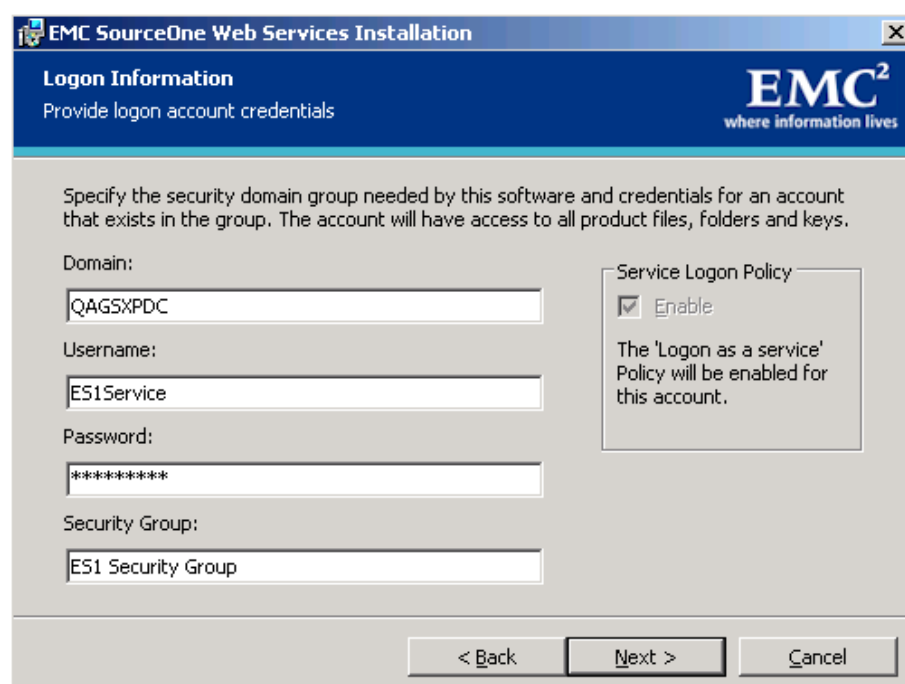 EMC SourceOne Web Services Installation
Logon Information
Provide logon account credentials
EMC²
where information lives
Specify the security domain group needed by this software and credentials for an account
that exists in the group. The account will have access to all product files, folders and keys.
Domain:
QAGSXPDC
Username:
ES1Service
Password:
*********
Security Group:
ES1 Security Group
Service Logon Policy
Enable
The 'Logon as a service'
Policy will be enabled for
this account.
< Back
Next >
Cancel